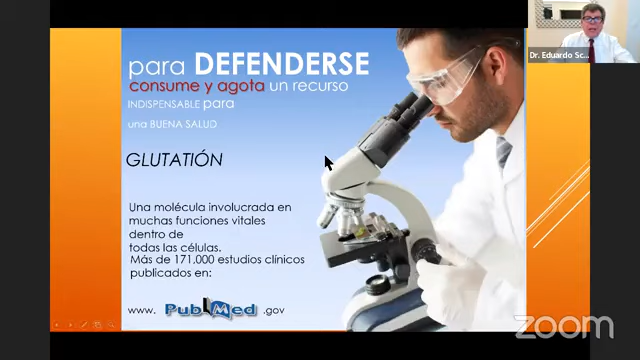 para DEFENDERSE
consume y agota un recurso
INDISPENSABLE para
una BUENA SALUD
GLUTATIÓN
Una molécula involucrada en
muchas funciones vitales
dentro de
todas las células.
Más de 171,000 estudios clínicos
publicados en:
www. PubMed .gov
Dr. Eduardo Sc...
zoom